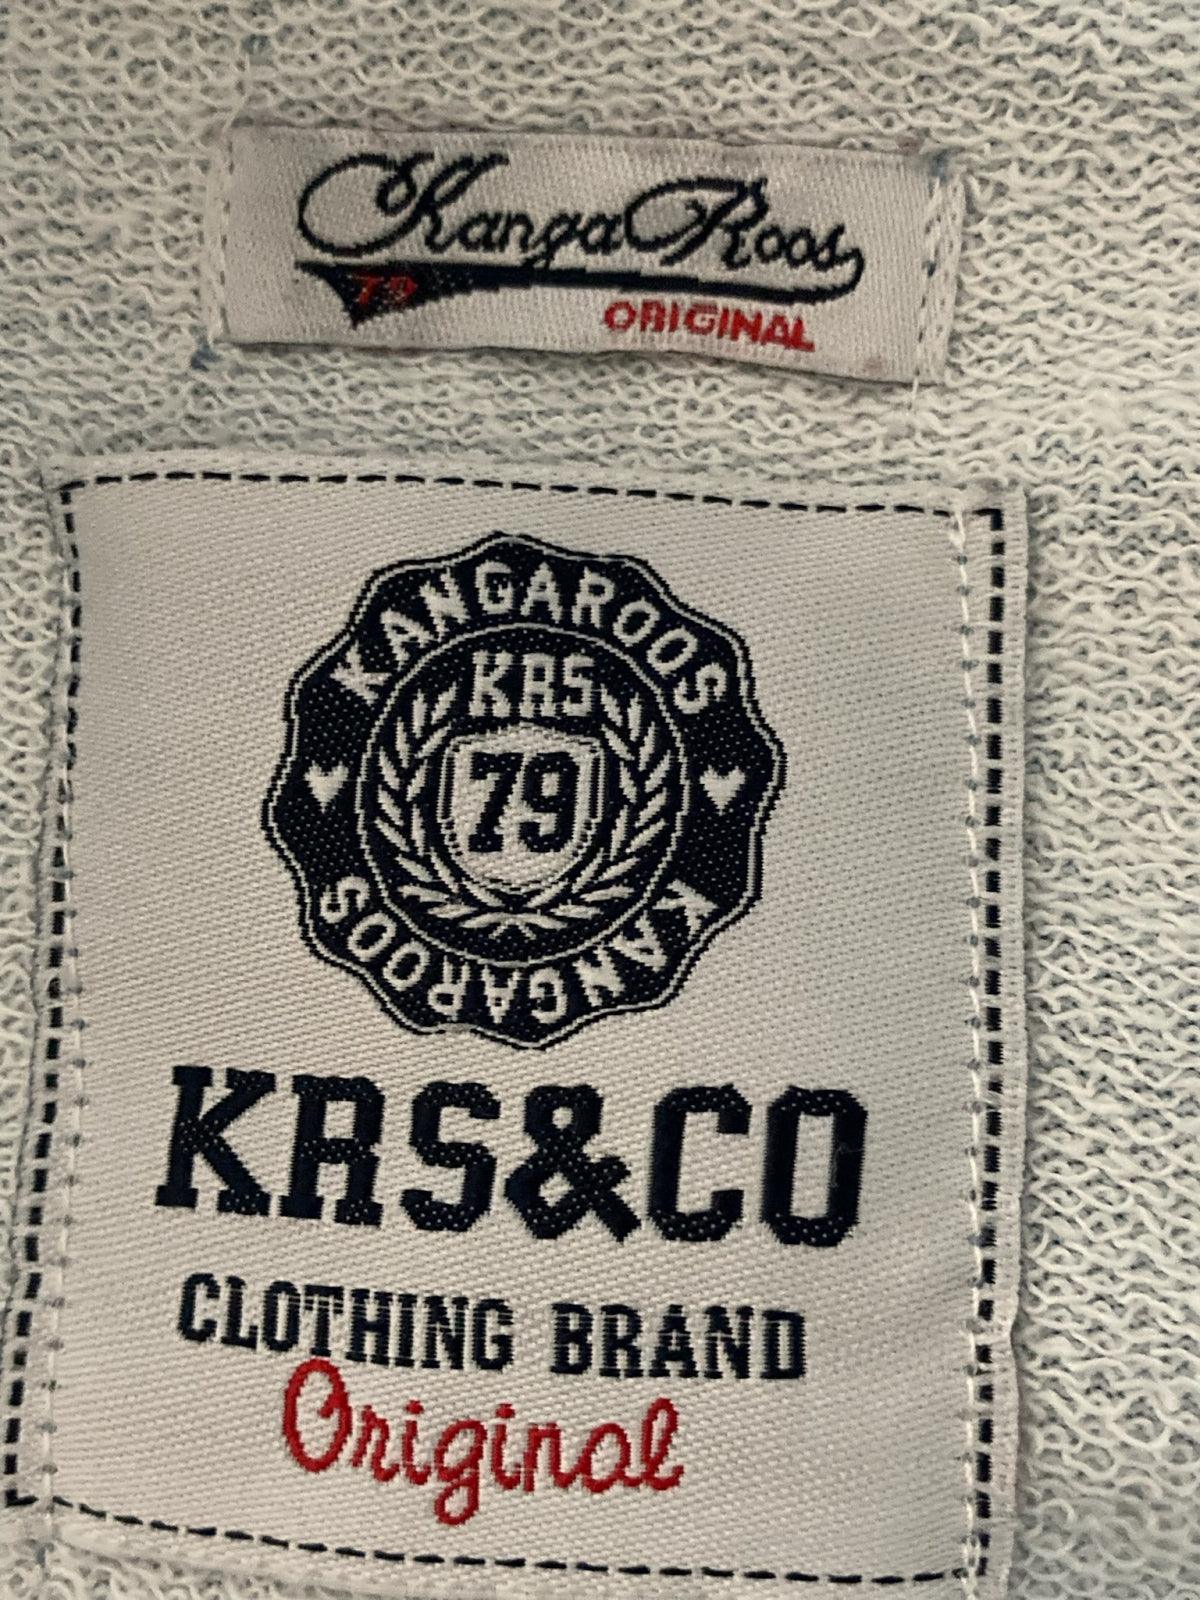 KangaRoos
79
ORIGINAL
KANGAROOS
KRS
79
KANGAROOS
KRS&CO
CLOTHING BRAND
Original